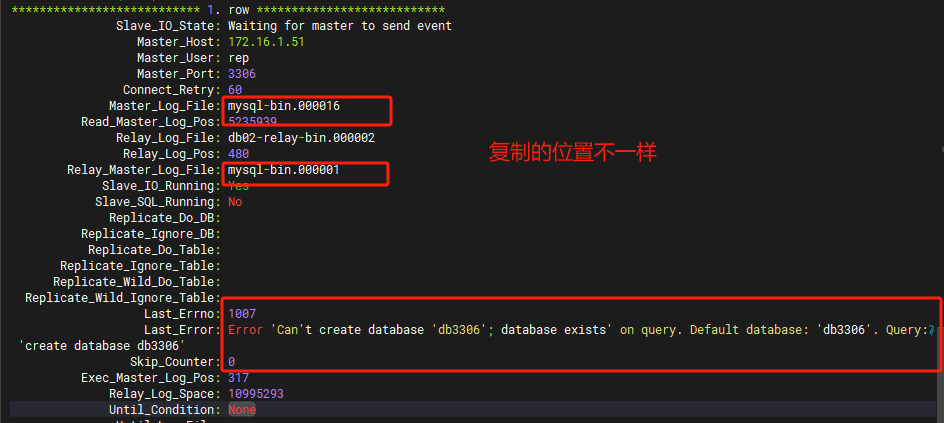 *************************** 1. row ***************************
Slave_IO_State: Waiting for master to send event
Master_Host: 172.16.1.51
Master_User: rep
Master_Port: 3306
Connect_Retry: 60
Master_Log_File: mysql-bin.000016
Read_Master_Log_Pos: 5235939
Relay_Log_File: db02-relay-bin.000002
Relay_Log_Pos: 480
复制的位置不一样
Relay_Master_Log_File: mysql-bin.000001
Slave_IO_Running: Yes
Slave_SQL_Running: No
Replicate_Do_DB:
Replicate_Ignore_DB:
Replicate_Do_Table:
Replicate_Ignore_Table:
Replicate_Wild_Do_Table:
Replicate_Wild_Ignore_Table:
Last_Errno: 1007
Last_Error: Error 'Can't create database 'db3306'; database exists' on query. Default database: 'db3306'. Query:
'create database db3306'
Skip_Counter: 0
Exec_Master_Log_Pos: 317
Relay_Log_Space: 10995293
Until_Condition: None